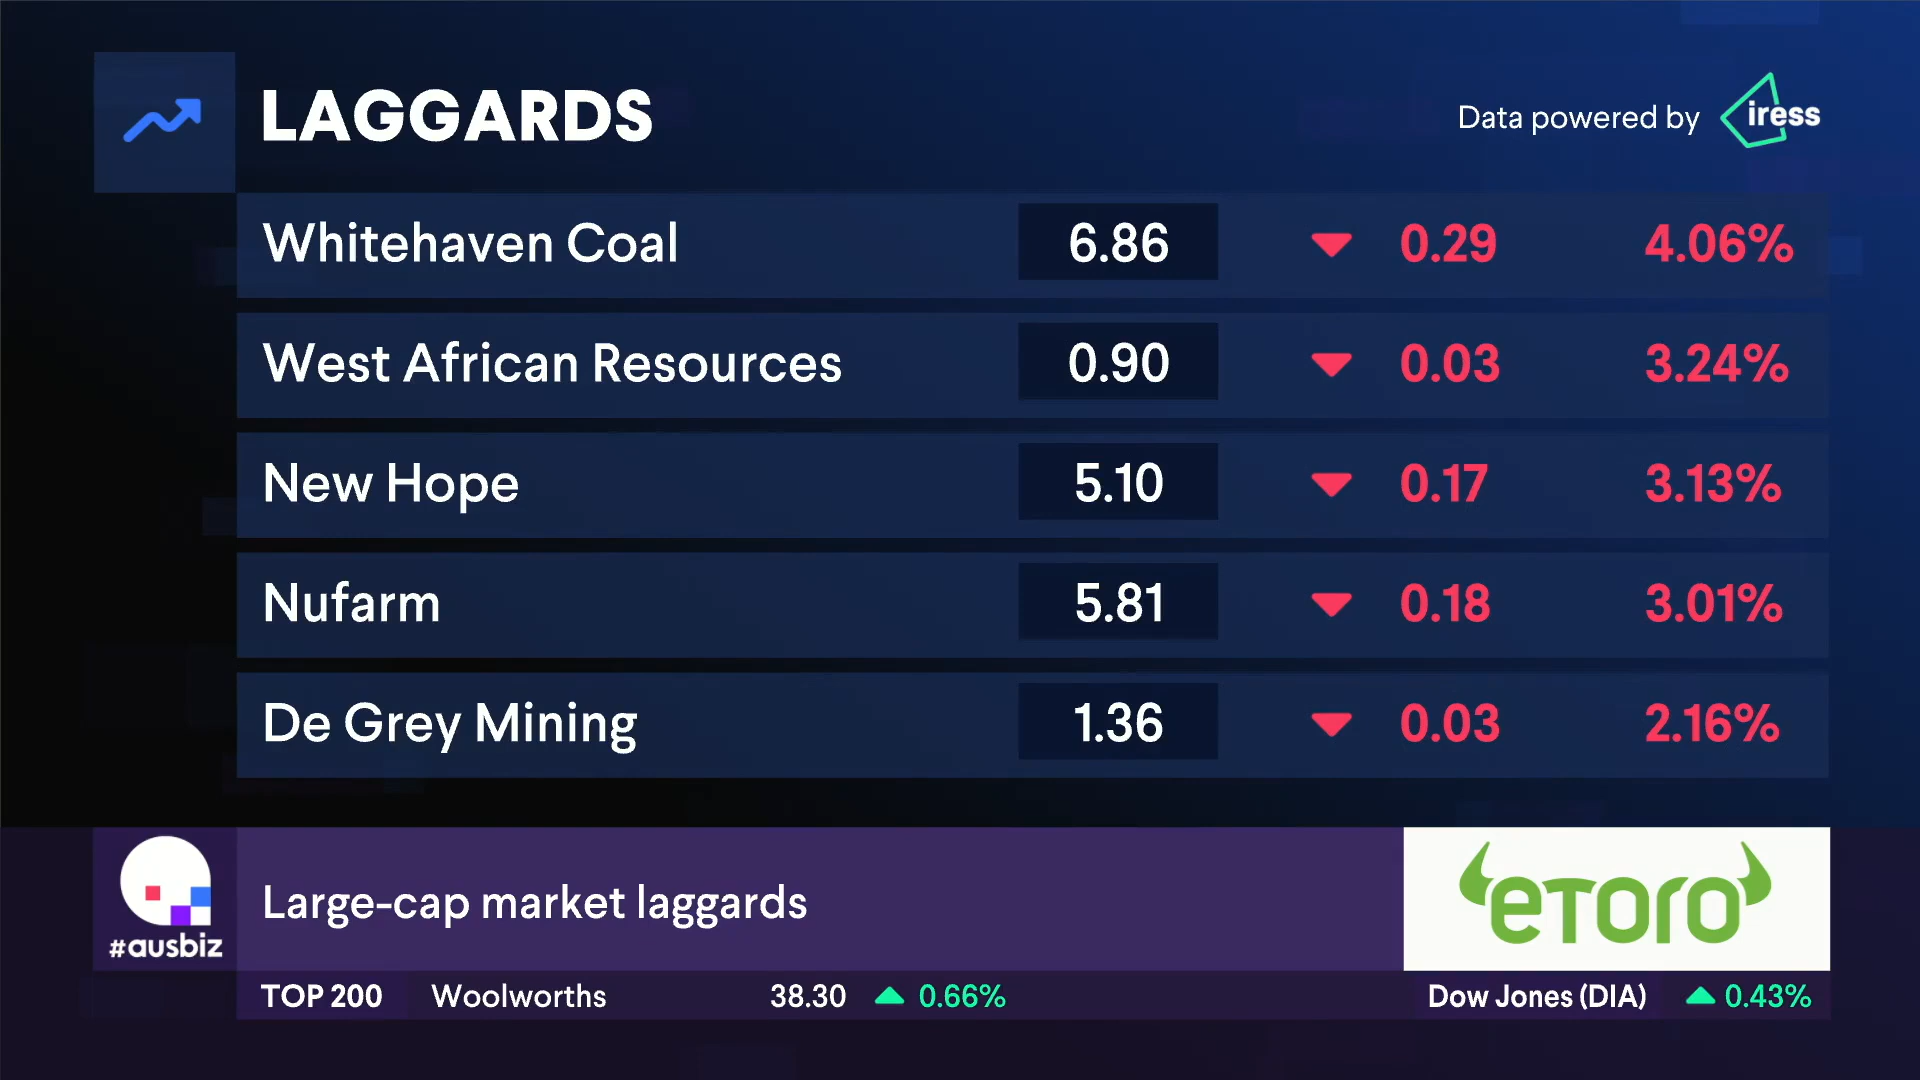 LAGGARDS
Data powered by iress
Whitehaven Coal 6.86 ▼ 0.29 4.06%
West African Resources 0.90 ▼ 0.03 3.24%
New Hope 5.10 ▼ 0.17 3.13%
Nufarm 5.81 ▼ 0.18 3.01%
De Grey Mining 1.36 ▼ 0.03 2.16%
#ausbiz
Large-cap market laggards
eToro
TOP 200 Woolworths 38.30 ▲ 0.66% Dow Jones (DIA) ▲ 0.43%